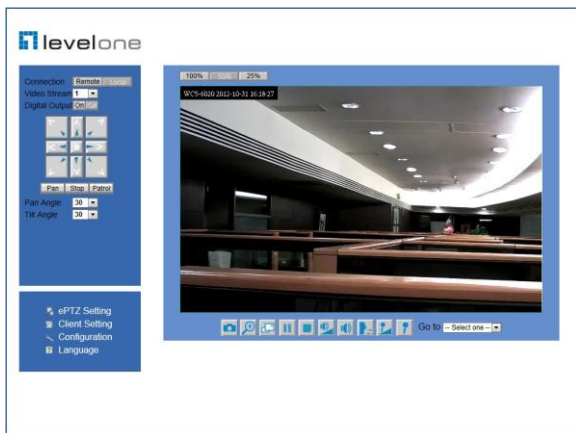 levelone
Connection Remote Local
Video Stream 1
Digital Output On Off
Pan Stop Patrol
Pan Angle 30
Tilt Angle 30
ePTZ Setting
Client Setting
Configuration
Language
100% 50% 25%
WCS-6020 2012-10-31 16:18:27
Go to -- Select one --